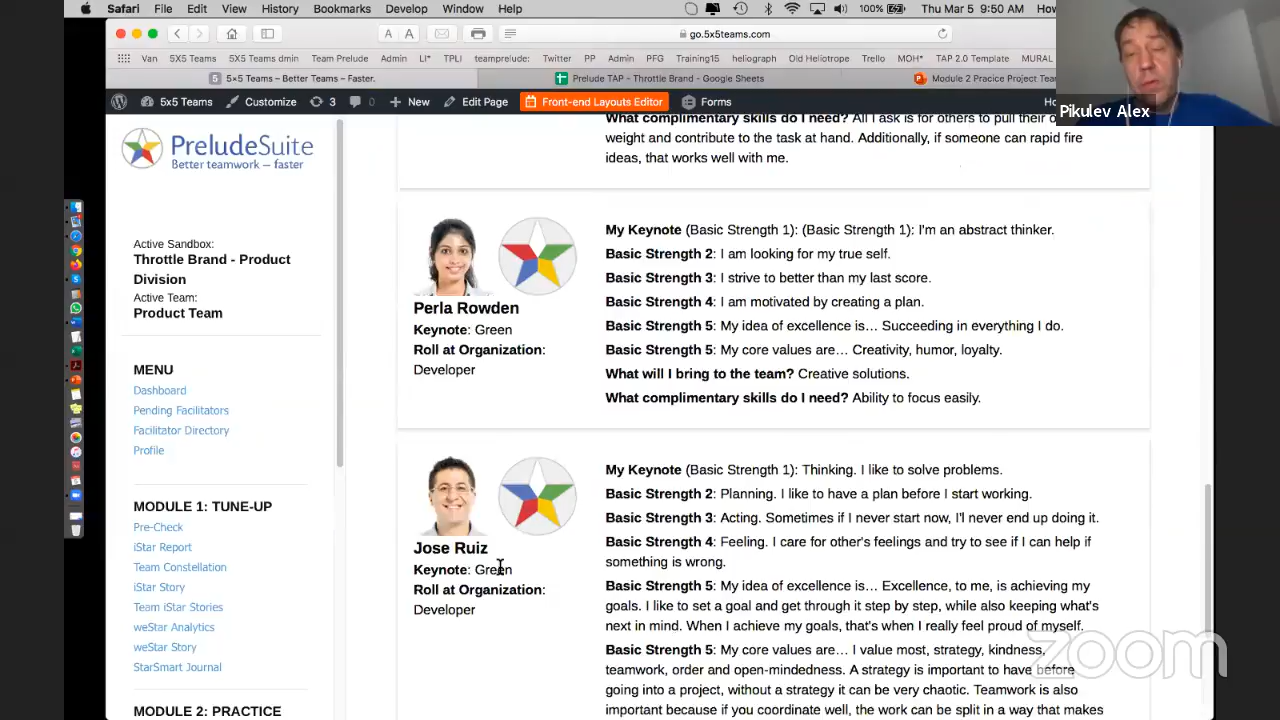 Safari File Edit View History Bookmarks Develop Window Help 100% Thu Mar 5 9:50 AM How
A A go.5x5teams.com
Van 5X5 Teams 5X5 Teams dmin Team Prelude Admin LI* TPLI teamprelude: Twitter PP Admin PFG Training15 heliograph Old Heliotrope Trello MOH* TAP 2.0 Template MURAL
5 5×5 Teams – Better Teams – Faster. Prelude TAP - Throttle Brand - Google Sheets Module 2 Pracice Project Team
5x5 Teams Customize 3 0 New Edit Page Front-end Layouts Editor Forms
Pikulev Alex
PreludeSuite
Better teamwork – faster
Active Sandbox:
Throttle Brand - Product
Division
Active Team:
Product Team
MENU
Dashboard
Pending Facilitators
Facilitator Directory
Profile
MODULE 1: TUNE-UP
Pre-Check
iStar Report
Team Constellation
iStar Story
Team iStar Stories
weStar Analytics
weStar Story
StarSmart Journal
MODULE 2: PRACTICE
What complimentary skills do I need? All I ask is for others to pull their
weight and contribute to the task at hand. Additionally, if someone can rapid fire
ideas, that works well with me.
Perla Rowden
Keynote: Green
Roll at Organization:
Developer
My Keynote (Basic Strength 1): (Basic Strength 1): I'm an abstract thinker.
Basic Strength 2: I am looking for my true self.
Basic Strength 3: I strive to better than my last score.
Basic Strength 4: I am motivated by creating a plan.
Basic Strength 5: My idea of excellence is… Succeeding in everything I do.
Basic Strength 5: My core values are… Creativity, humor, loyalty.
What will I bring to the team? Creative solutions.
What complimentary skills do I need? Ability to focus easily.
Jose Ruiz
Keynote: Green
Roll at Organization:
Developer
My Keynote (Basic Strength 1): Thinking. I like to solve problems.
Basic Strength 2: Planning. I like to have a plan before I start working.
Basic Strength 3: Acting. Sometimes if I never start now, I'l never end up doing it.
Basic Strength 4: Feeling. I care for other's feelings and try to see if I can help if
something is wrong.
Basic Strength 5: My idea of excellence is… Excellence, to me, is achieving my
goals. I like to set a goal and get through it step by step, while also keeping what's
next in mind. When I achieve my goals, that's when I really feel proud of myself.
Basic Strength 5: My core values are… I value most, strategy, kindness,
teamwork, order and open-mindedness. A strategy is important to have before
going into a project, without a strategy it can be very chaotic. Teamwork is also
important because if you coordinate well, the work can be split in a way that makes
zoom